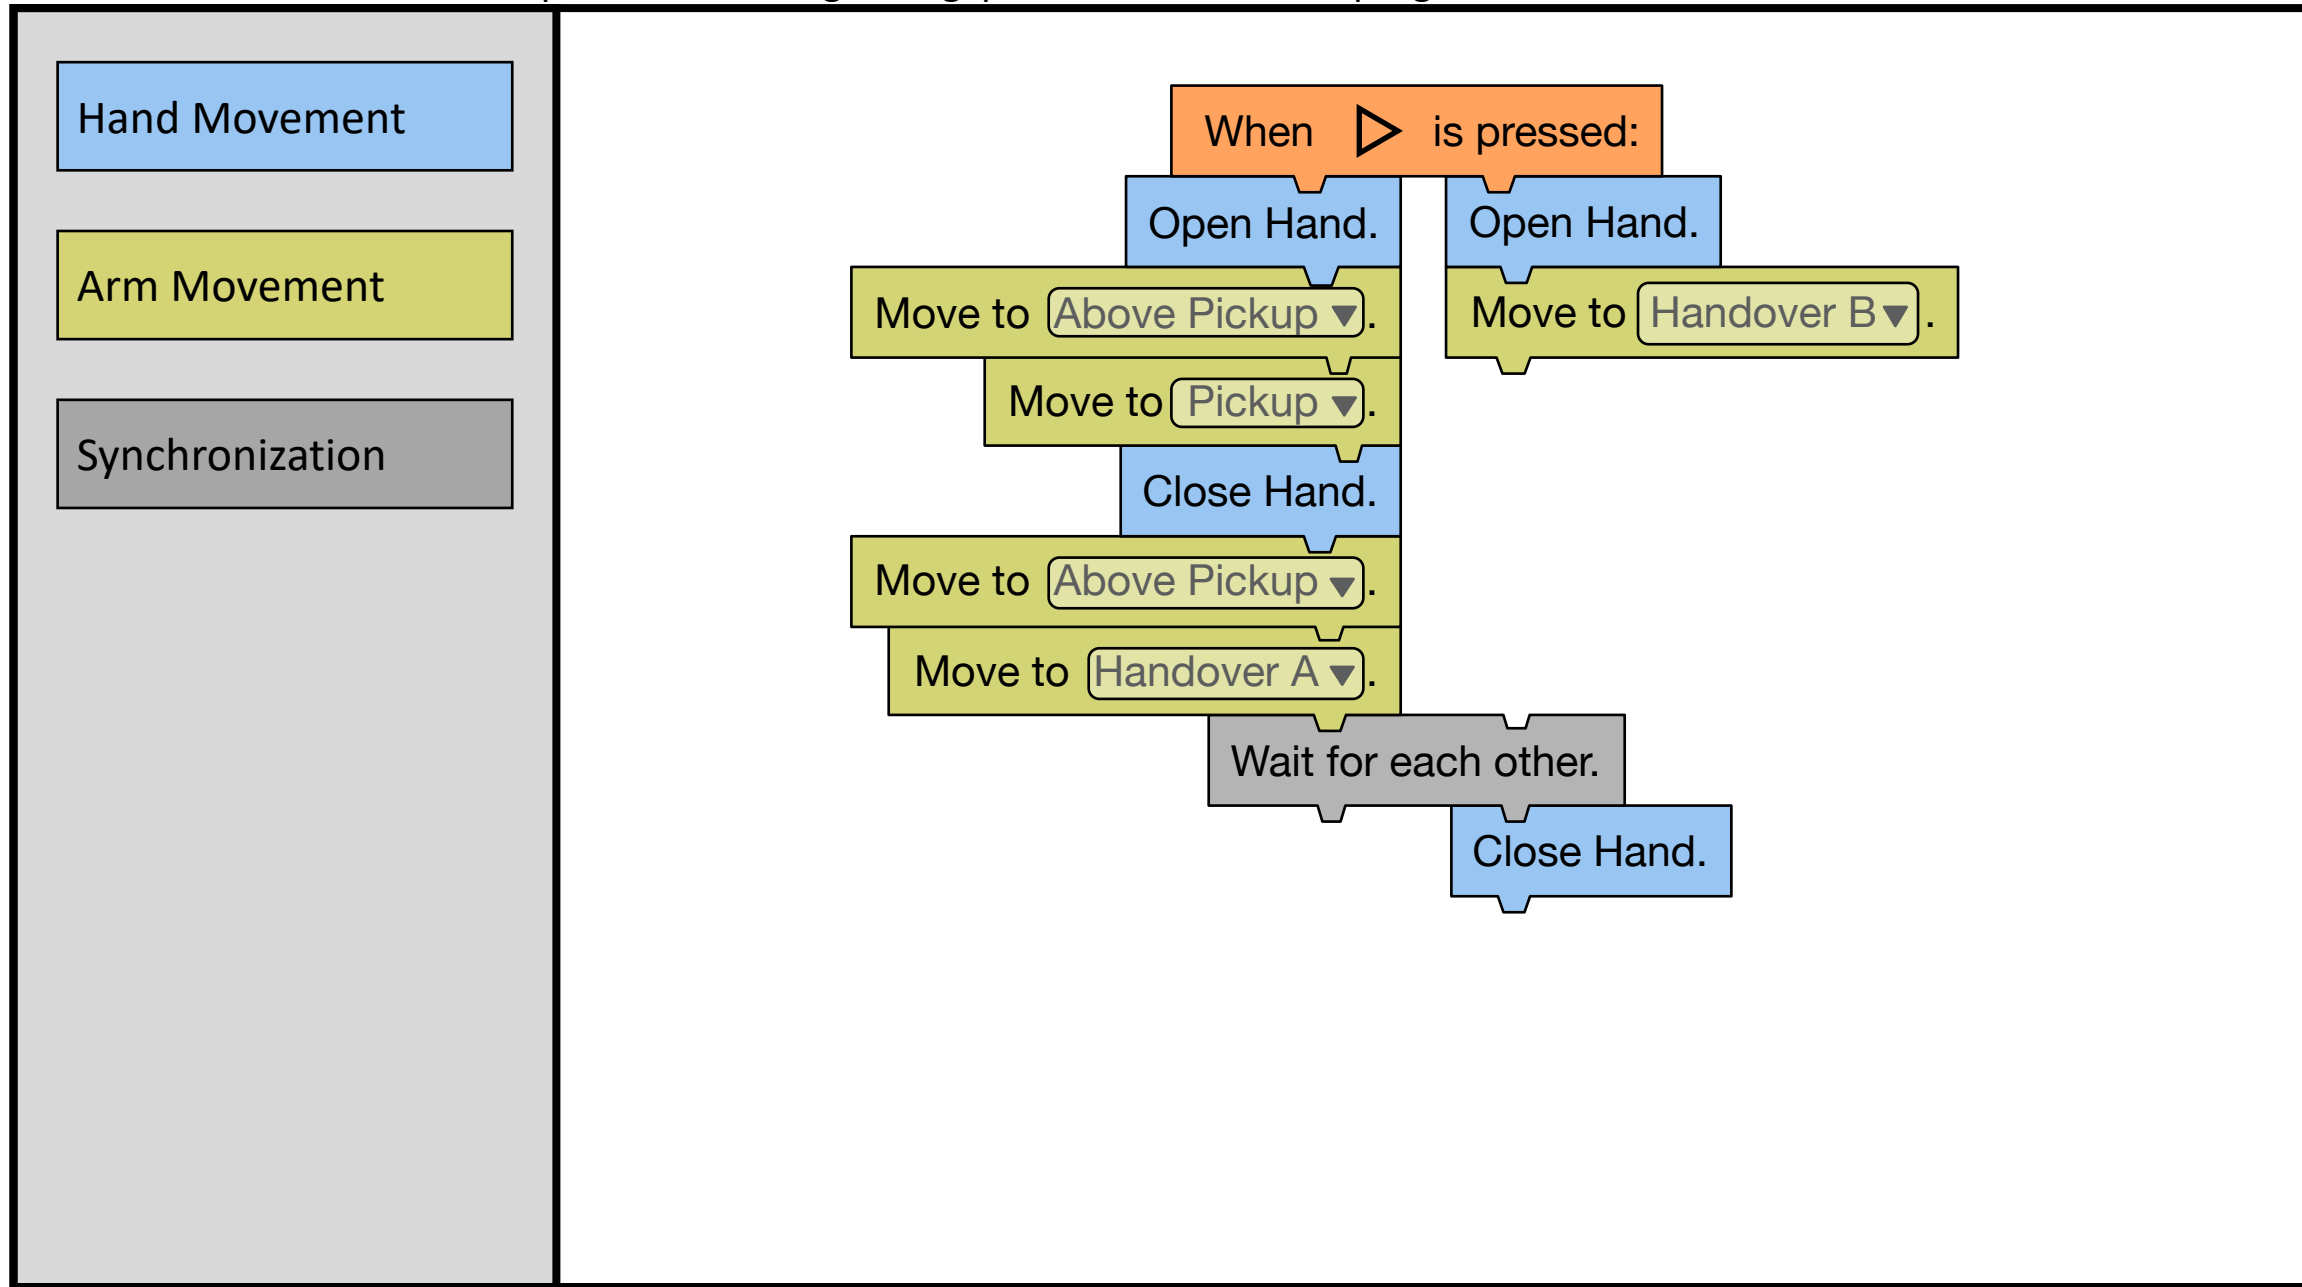 Hand Movement
Arm Movement
Synchronization
When is pressed:
Open Hand. Open Hand.
Move to Above Pickup . Move to Handover B .
Move to Pickup .
Close Hand.
Move to Above Pickup .
Move to Handover A .
Wait for each other.
Close Hand.